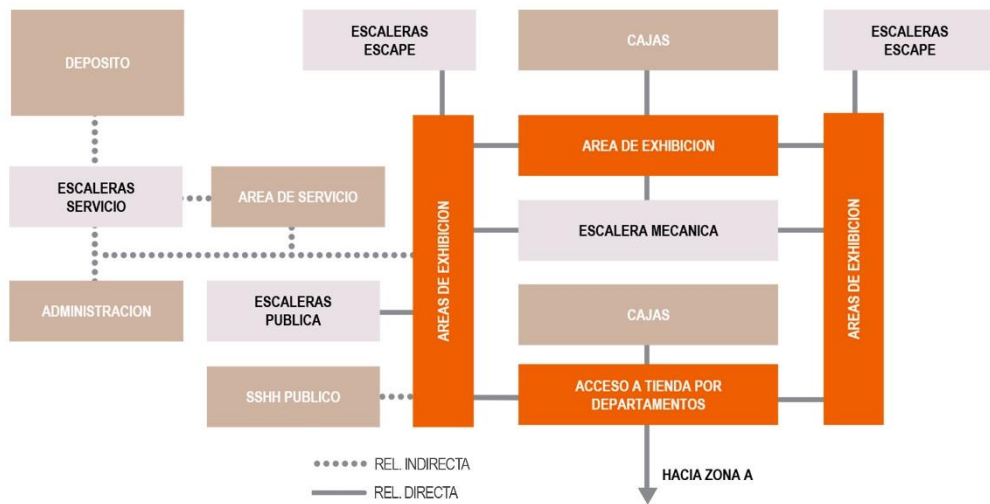 ESCALERAS
ESCAPE
CAJAS
ESCALERAS
ESCAPE
DEPOSITO
AREA DE EXHIBICION
ESCALERAS
SERVICIO
AREA DE SERVICIO
AREAS DE EXHIBICION
ESCALERA MECANICA
AREAS DE EXHIBICION
ADMINISTRACION
ESCALERAS
PUBLICA
CAJAS
SSHH PUBLICO
ACCESO A TIENDA POR
DEPARTAMENTOS
REL. INDIRECTA
REL. DIRECTA
HACIA ZONA A